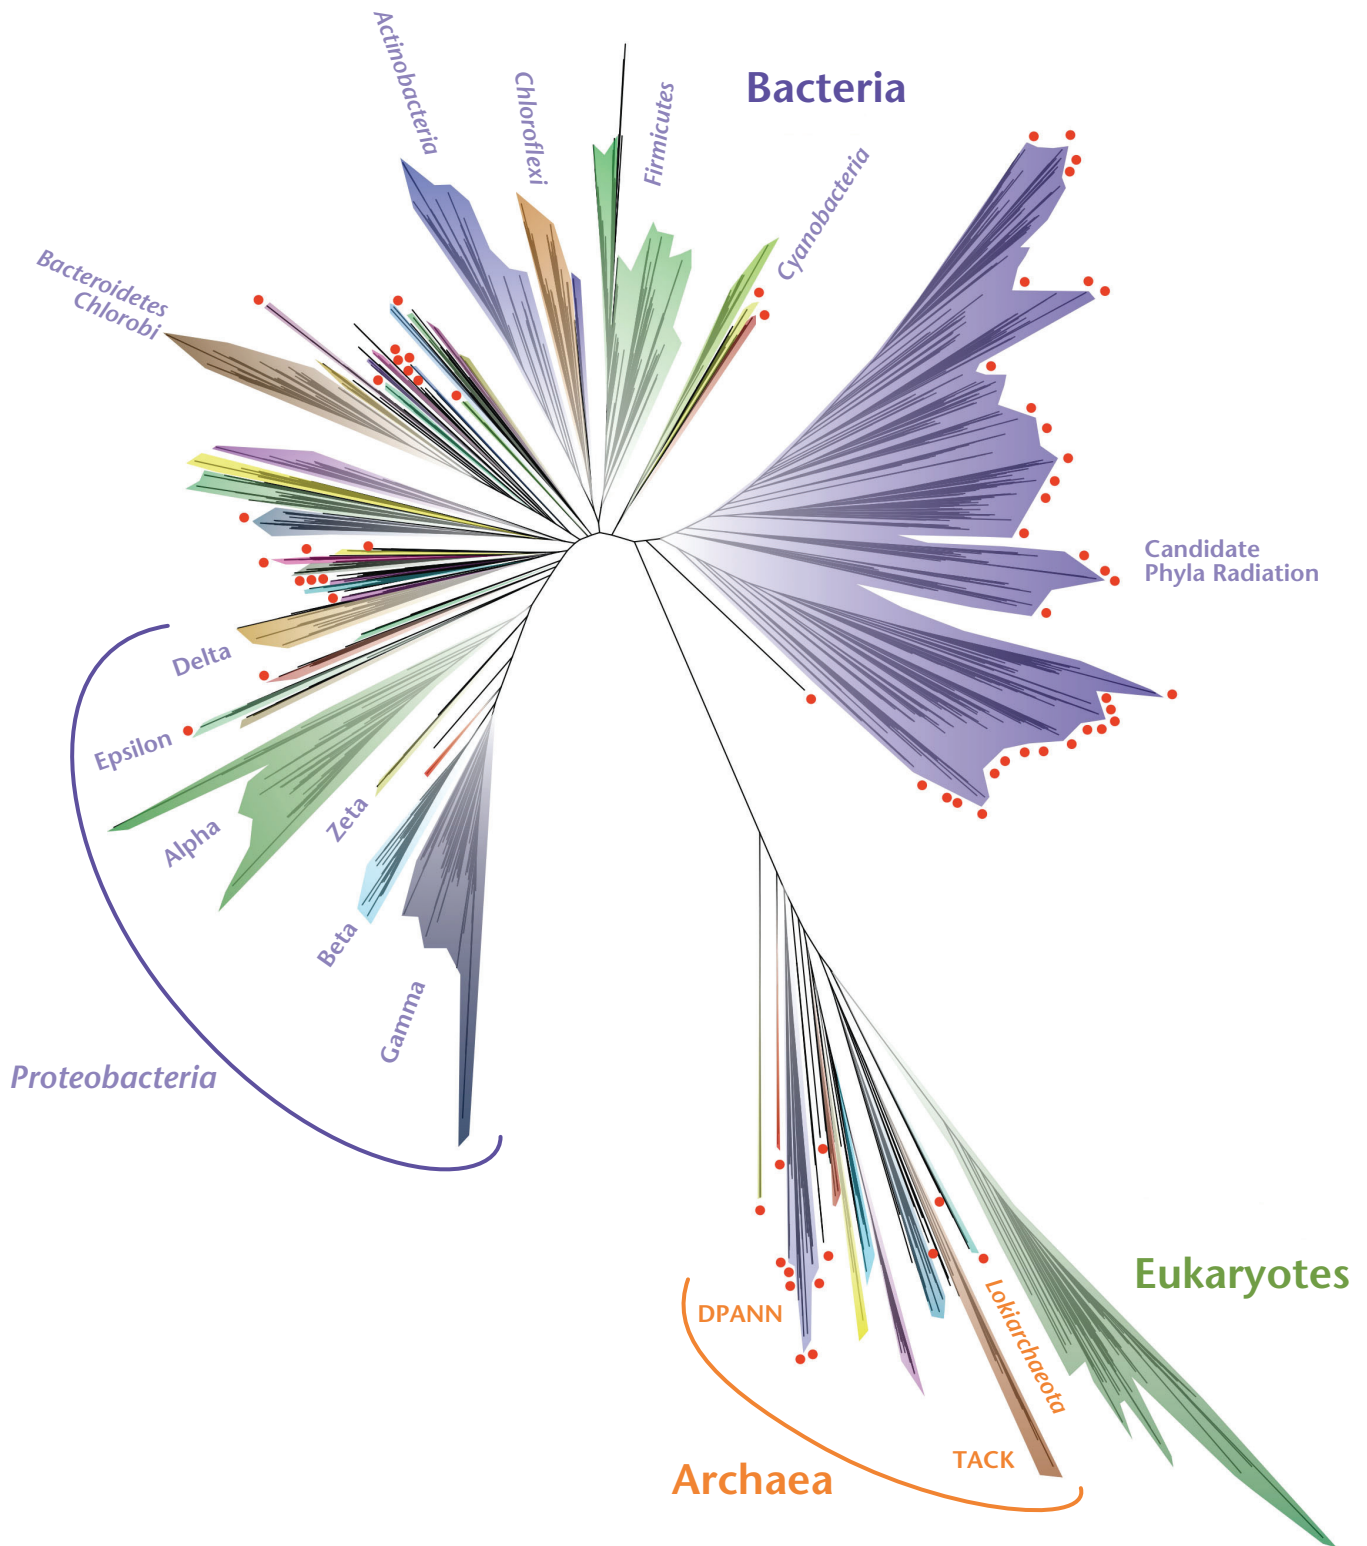 Bacteria
Actinobacteria
Chloroflexi
Firmicutes
Cyanobacteria
Bacteroidetes
Chlorobi
Candidate
Phyla Radiation
Delta
Epsilon
Alpha
Zeta
Beta
Gamma
Proteobacteria
Eukaryotes
DPANN
Lokiarchaeota
TACK
Archaea